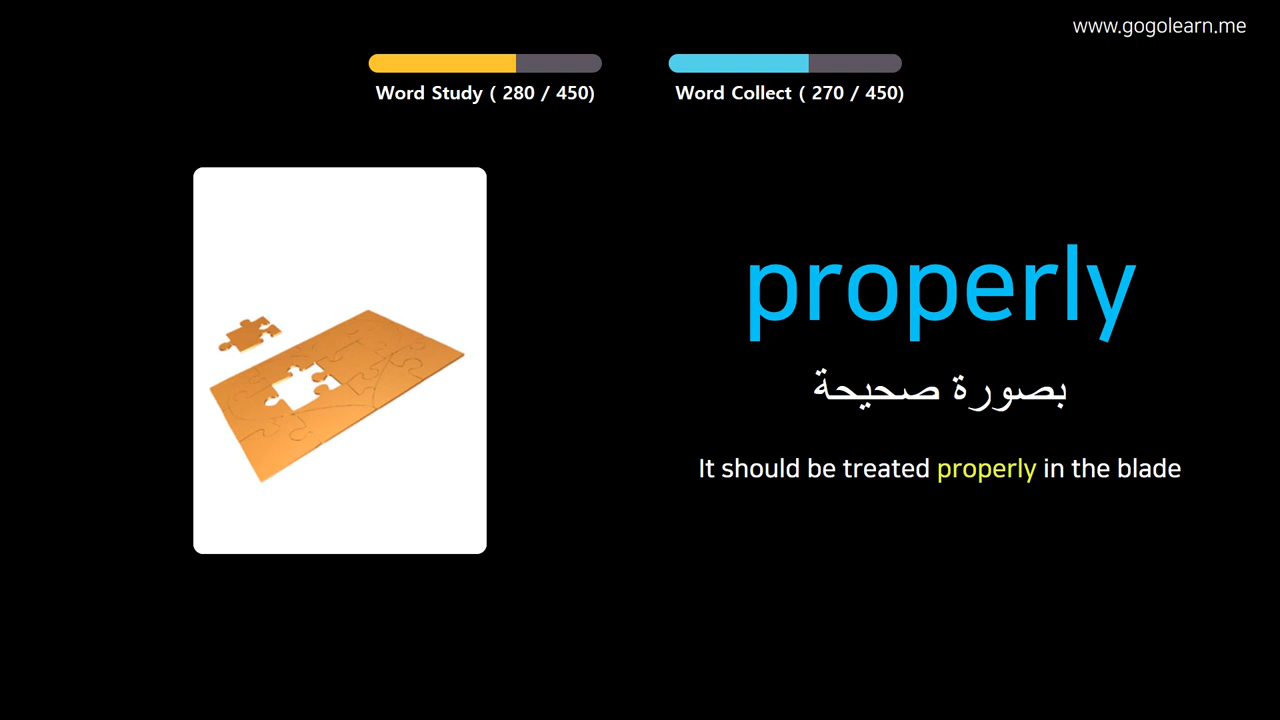 www.gogolearn.me
Word Study ( 280 / 450)
Word Collect ( 270 / 450)
properly
بصورة صحيحة
It should be treated properly in the blade